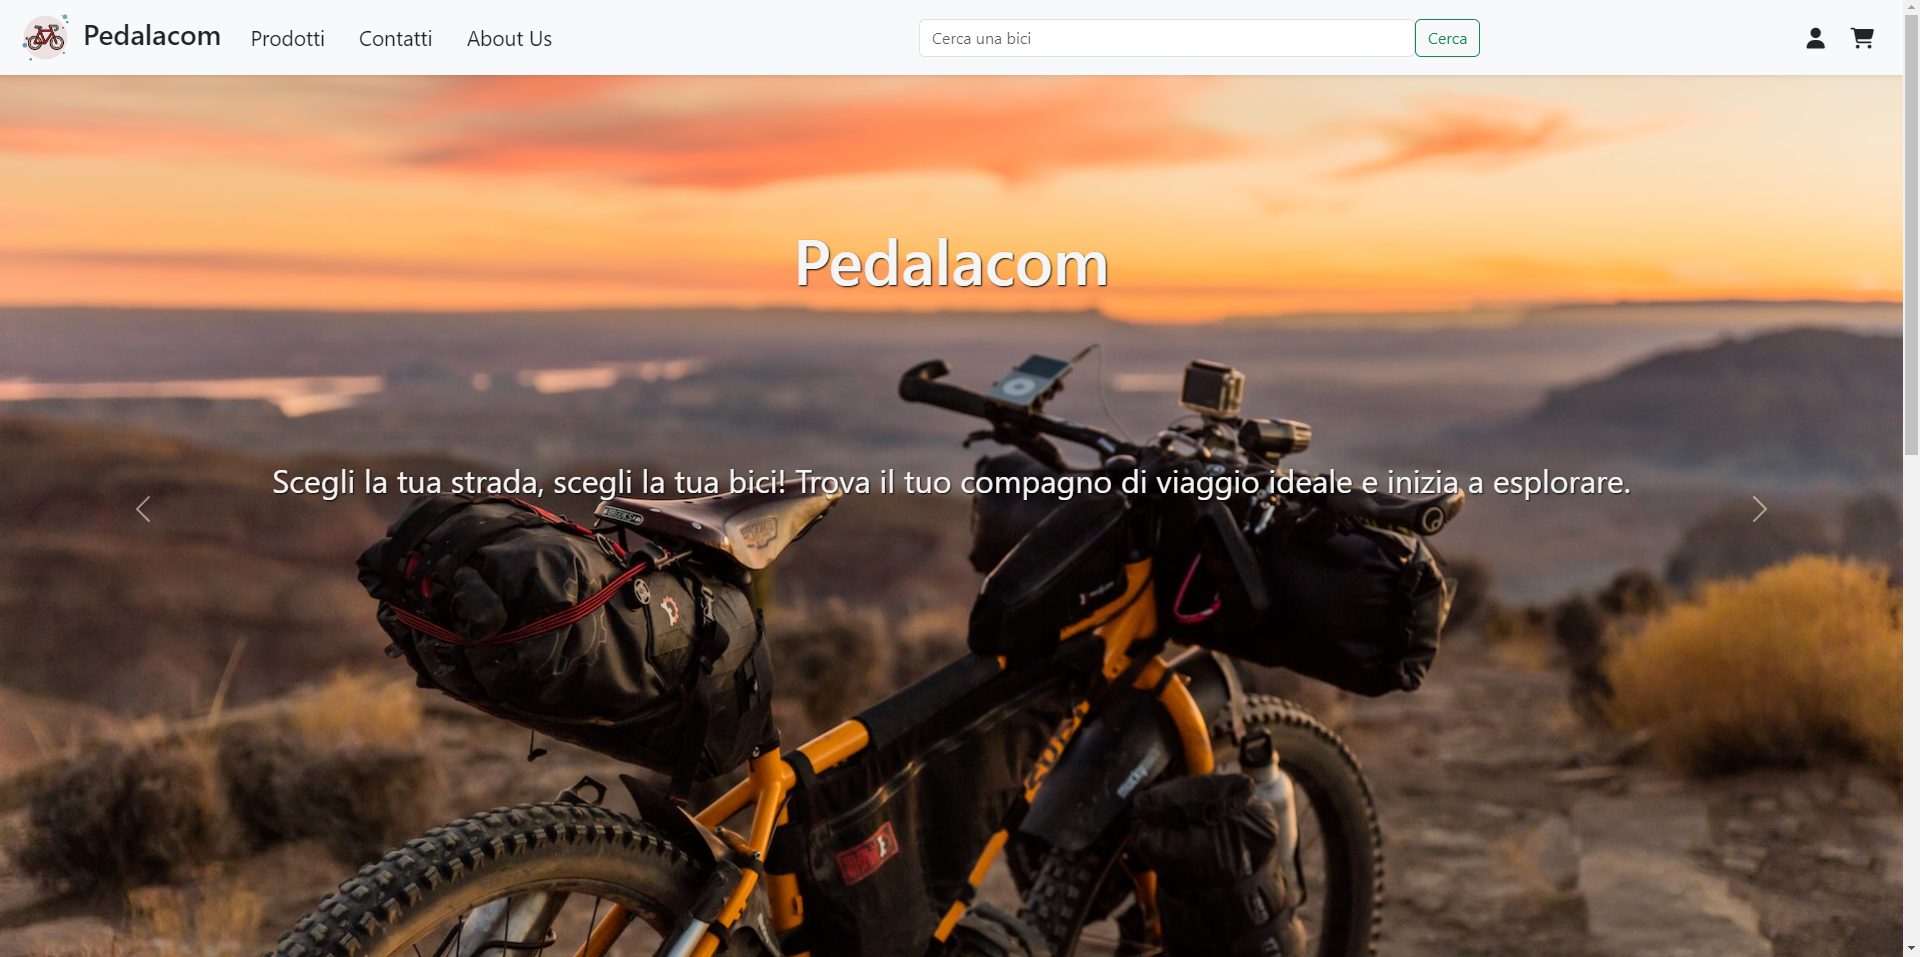 Pedalacom
Prodotti
Contatti
About Us
Cerca una bici
Cerca
Pedalacom
Scegli la tua strada, scegli la tua bici! Trova il tuo compagno di viaggio ideale e inizia a esplorare.